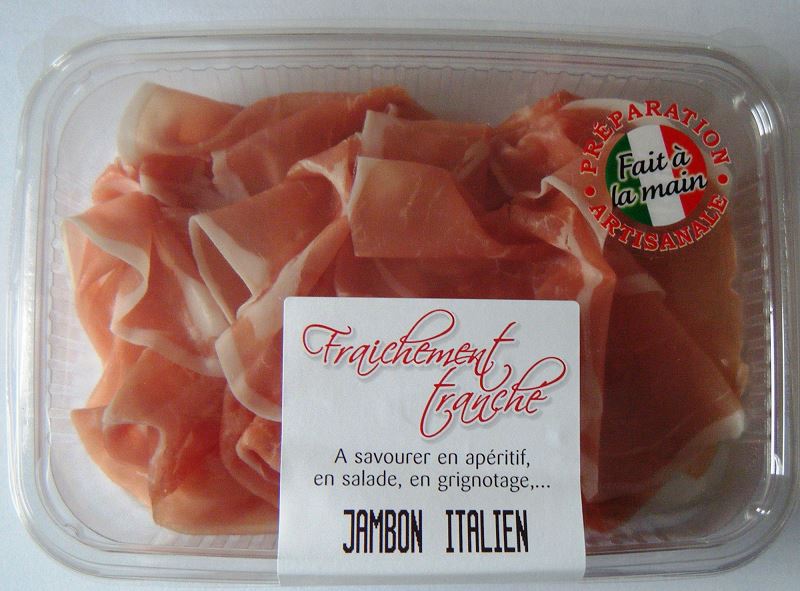 PRÉPARATION
Fait à
la main
ARTISANALE
Fraichement
tranché
A savourer en apéritif,
en salade, en grignotage,...
JAMBON ITALIEN